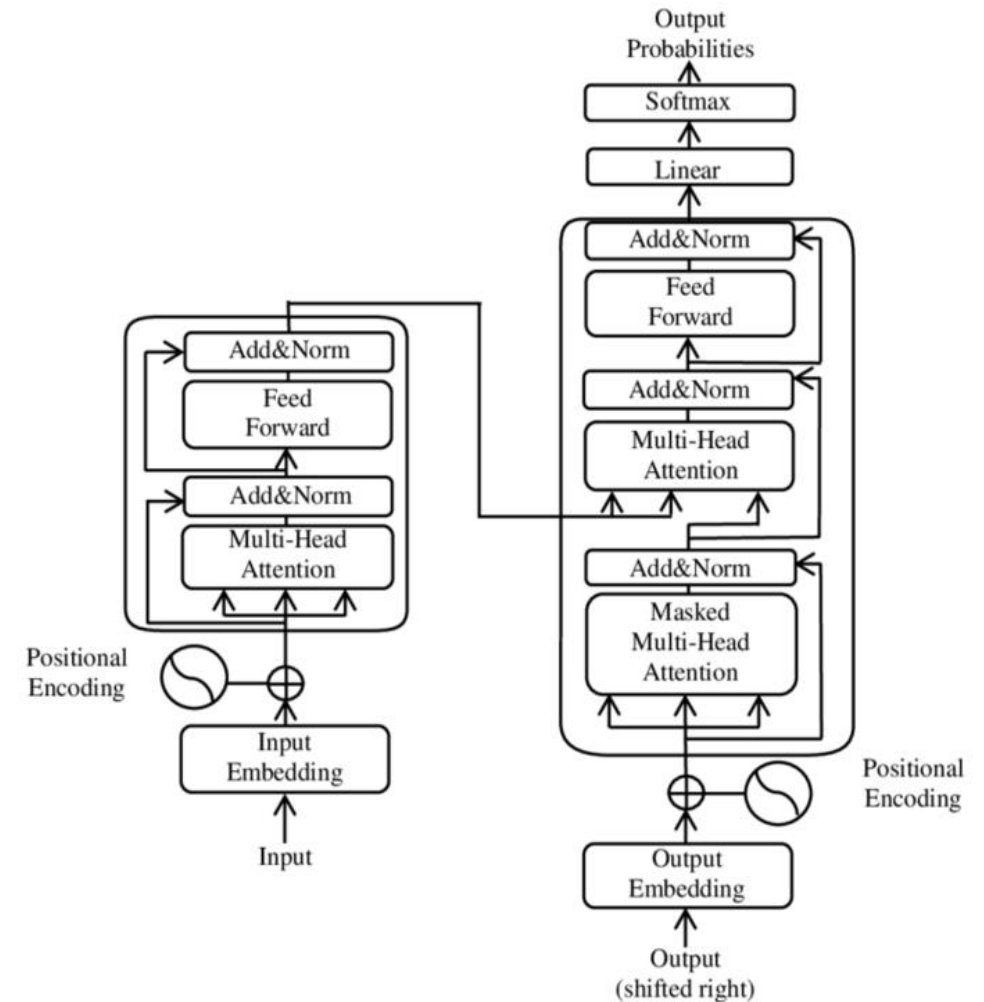 Output
Probabilities
Softmax
Linear
Add&Norm
Feed
Forward
Add&Norm
Multi-Head
Attention
Add&Norm
Masked
Multi-Head
Attention
Positional
Encoding
Output
Embedding
Output
(shifted right)
Add&Norm
Feed
Forward
Add&Norm
Multi-Head
Attention
Positional
Encoding
Input
Embedding
Input